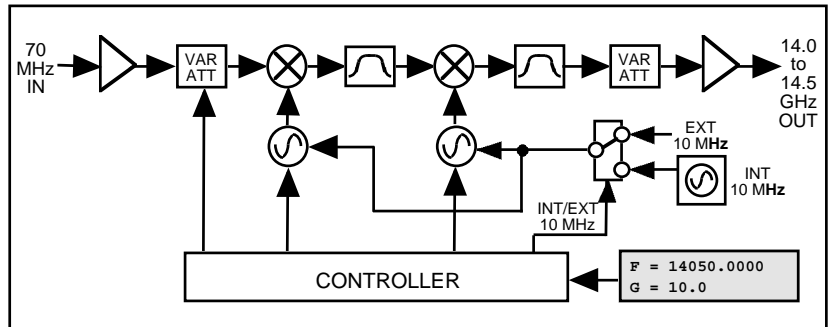 70
MHz
IN
VAR
ATT
VAR
ATT
14.0
to
14.5
GHz
OUT
EXT
10 MHz
INT
10 MHz
INT/EXT
10 MHz
CONTROLLER
F = 14050.0000
G = 10.0